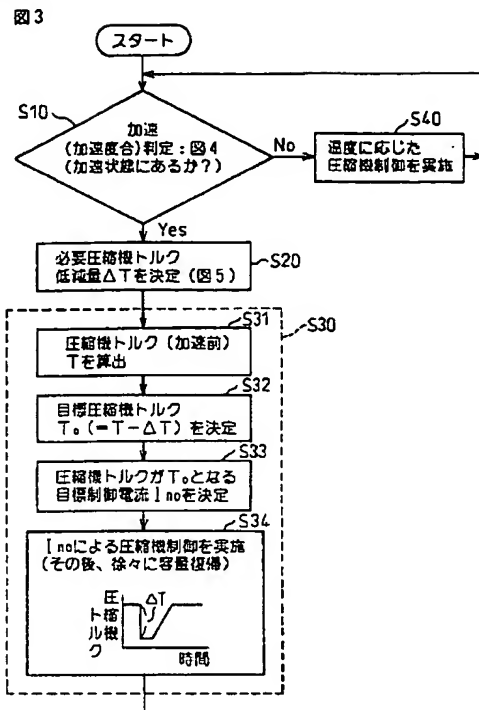 図3
スタート
S10
加速
(加速度合)判定:図4
(加速状態にあるか?)
No
S40
温度に応じた
圧縮機制御を実施
Yes
必要圧縮機トルク
低減量ΔTを決定(図5)
S20
S30
S31
圧縮機トルク(加速前)
Tを算出
S32
目標圧縮機トルク
T₀(=T-ΔT)を決定
S33
圧縮機トルクがT₀となる
目標制御電流Inoを決定
S34
Inoによる圧縮機制御を実施
(その後、徐々に容量復帰)
圧縮機トルク
ΔT
時間